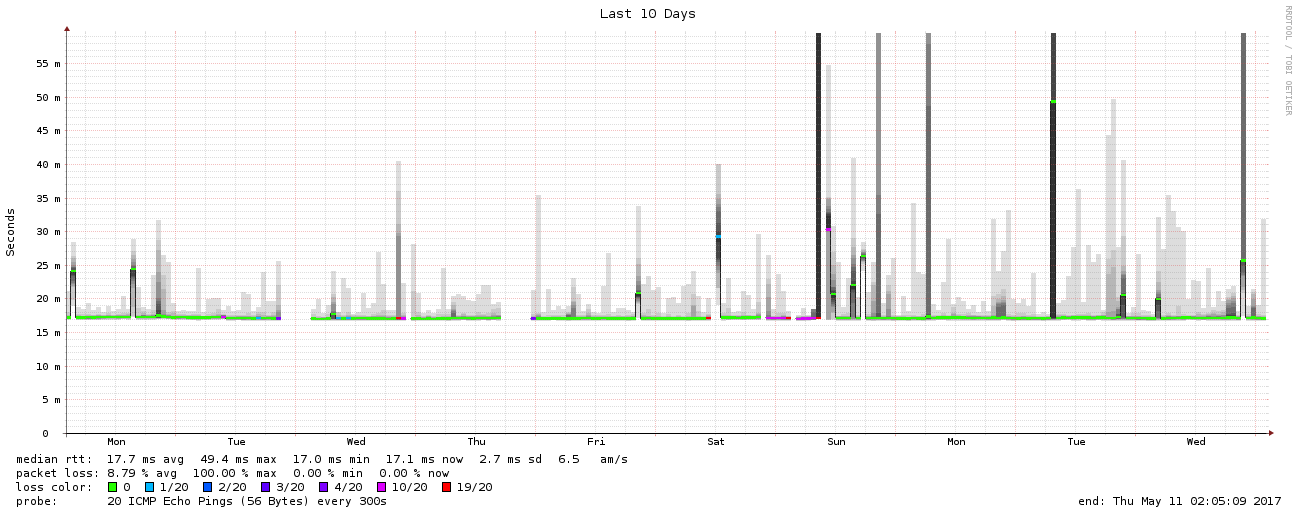 Last 10 Days
RRDTOOL / TOBI OETIKER
Seconds
55 m
50 m
45 m
40 m
35 m
30 m
25 m
20 m
15 m
10 m
5 m
0
Mon Tue Wed Thu Fri Sat Sun Mon Tue Wed
median rtt: 17.7 ms avg 49.4 ms max 17.0 ms min 17.1 ms now 2.7 ms sd 6.5 am/s
packet loss: 8.79 % avg 100.00 % max 0.00 % min 0.00 % now
loss color: 0 1/20 2/20 3/20 4/20 10/20 19/20
probe: 20 ICMP Echo Pings (56 Bytes) every 300s end: Thu May 11 02:05:09 2017